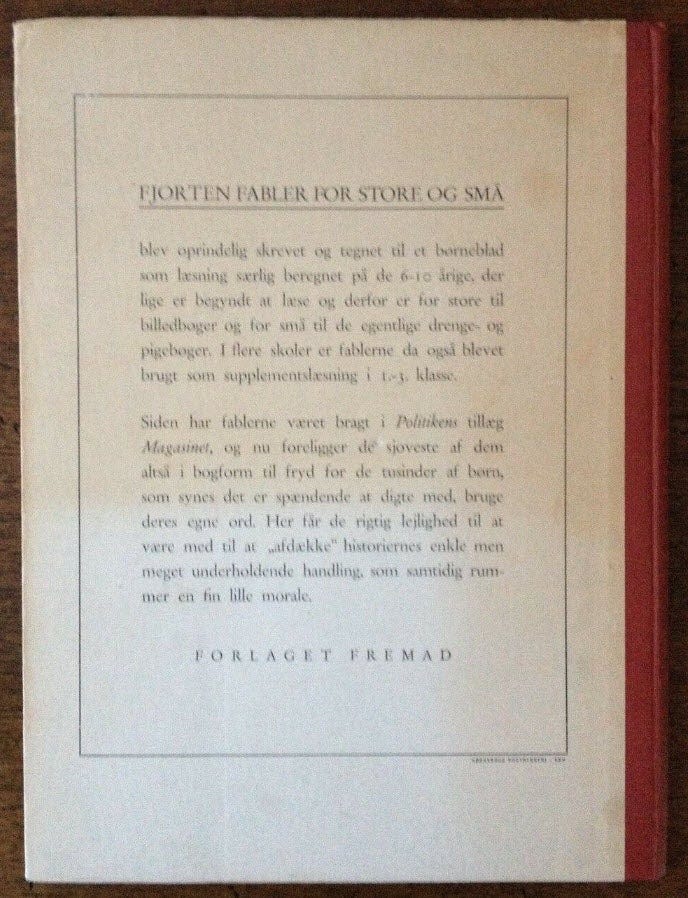 FJORTEN FABLER FOR STORE OG SMÅ
blev oprindelig skrevet og tegnet til et børneblad
som læsning særlig beregnet på de 6-10 årige, der
lige er begyndt at læse og derfor er for store til
billedbøger og for små til de egentlige drenge- og
pigebøger. I flere skoler er fablerne da også blevet
brugt som supplementslæsning i 1.-3. klasse.
Siden har fablerne været bragt i Politikens tillæg
Magasinet, og nu foreligger de sjoveste af dem
altså i bogform til fryd for de tusinder af børn,
som synes det er spændende at digte med, bruge
deres egne ord. Her får de rigtig lejlighed til at
være med til at „afdække“ historiernes enkle men
meget underholdende handling, som samtidig rum-
mer en fin lille morale.
FORLAGET FREMAD